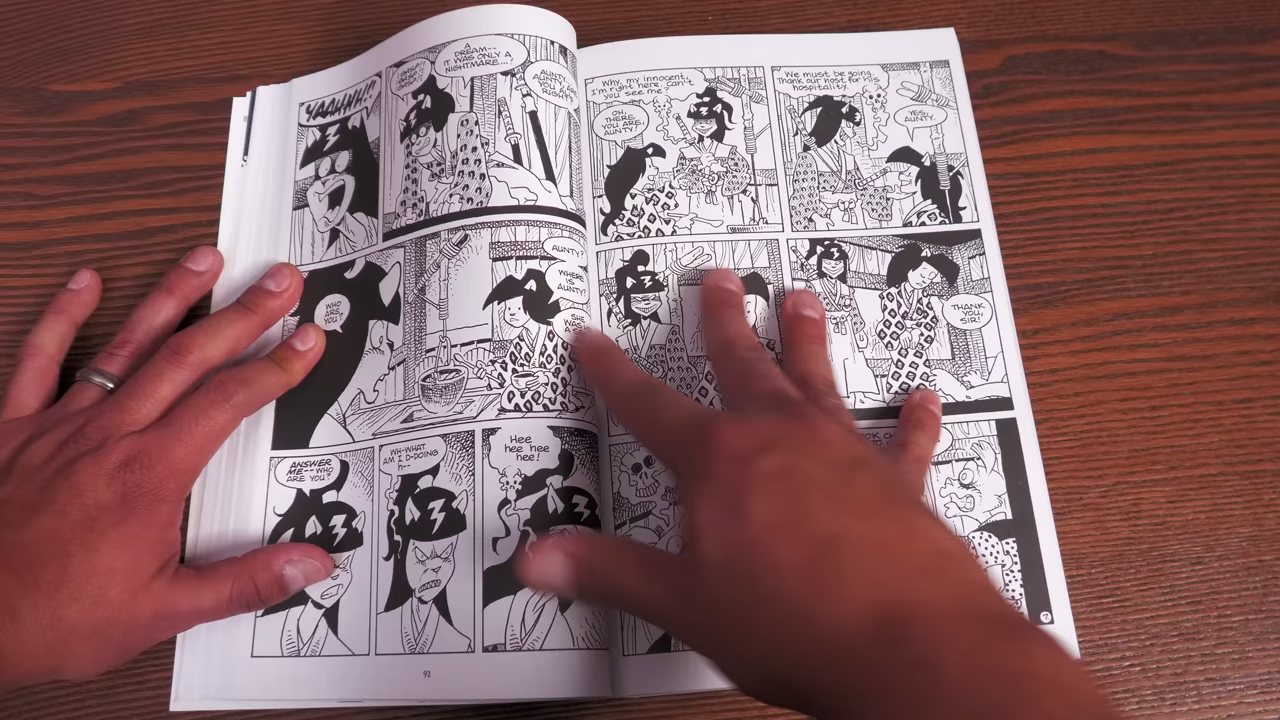 YAAHHH!!
A
DREAM--
IT WAS ONLY A
NIGHTMARE...!
AUNTY...
WHO
ARE
YOU?
AUNTY?
WHERE
IS
AUNTY?
SHE
WAS
ANSWER
ME-- WHO
ARE YOU?
WH-WHAT
AM I D-DOING
h--
Hee
hee hee
hee!
92
Why, my innocent,
I'm right here. Can't
you see me?
OH,
THERE
YOU ARE,
AUNTY!
We must be going.
Thank our host for his
hospitality.
YES,
AUNTY.
THANK
YOU,
SIR!
7